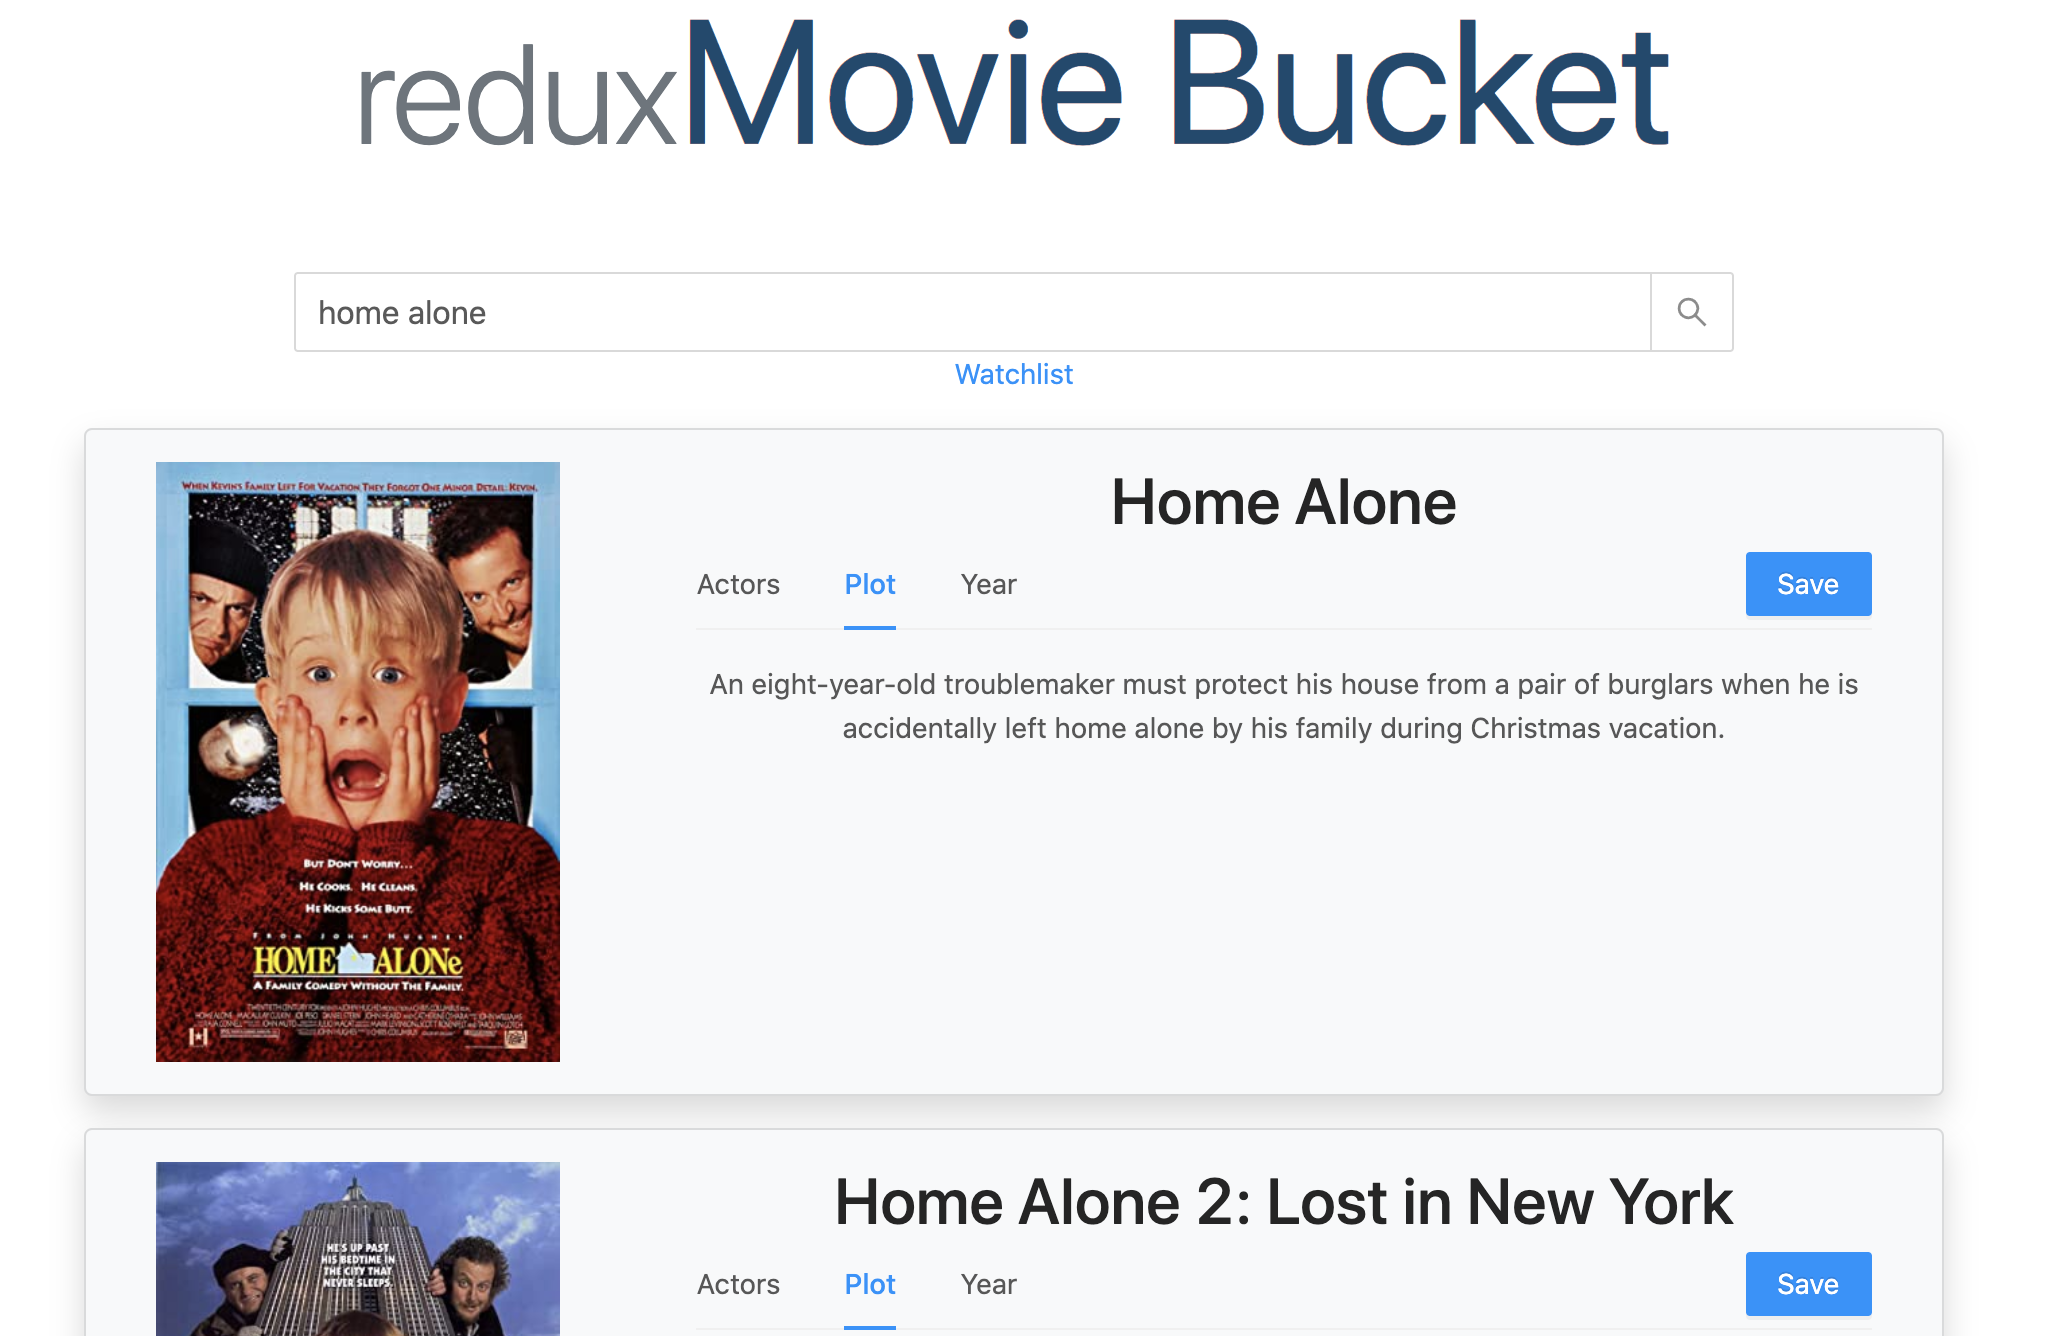 reduxMovie Bucket
home alone
Watchlist
WHEN KEVIN'S FAMILY LEFT FOR VACATION, THEY FORGOT ONE MINOR DETAIL: KEVIN.
BUT DON'T WORRY...
HE COOKS. HE CLEANS.
HE KICKS SOME BUTT.
FROM JOHN HUGHES
HOME ALONe
A FAMILY COMEDY WITHOUT THE FAMILY.
Home Alone
Actors Plot Year Save
An eight-year-old troublemaker must protect his house from a pair of burglars when he is
accidentally left home alone by his family during Christmas vacation.
HE'S UP PAST
HIS BEDTIME IN
THE CITY THAT
NEVER SLEEPS.
Home Alone 2: Lost in New York
Actors Plot Year Save